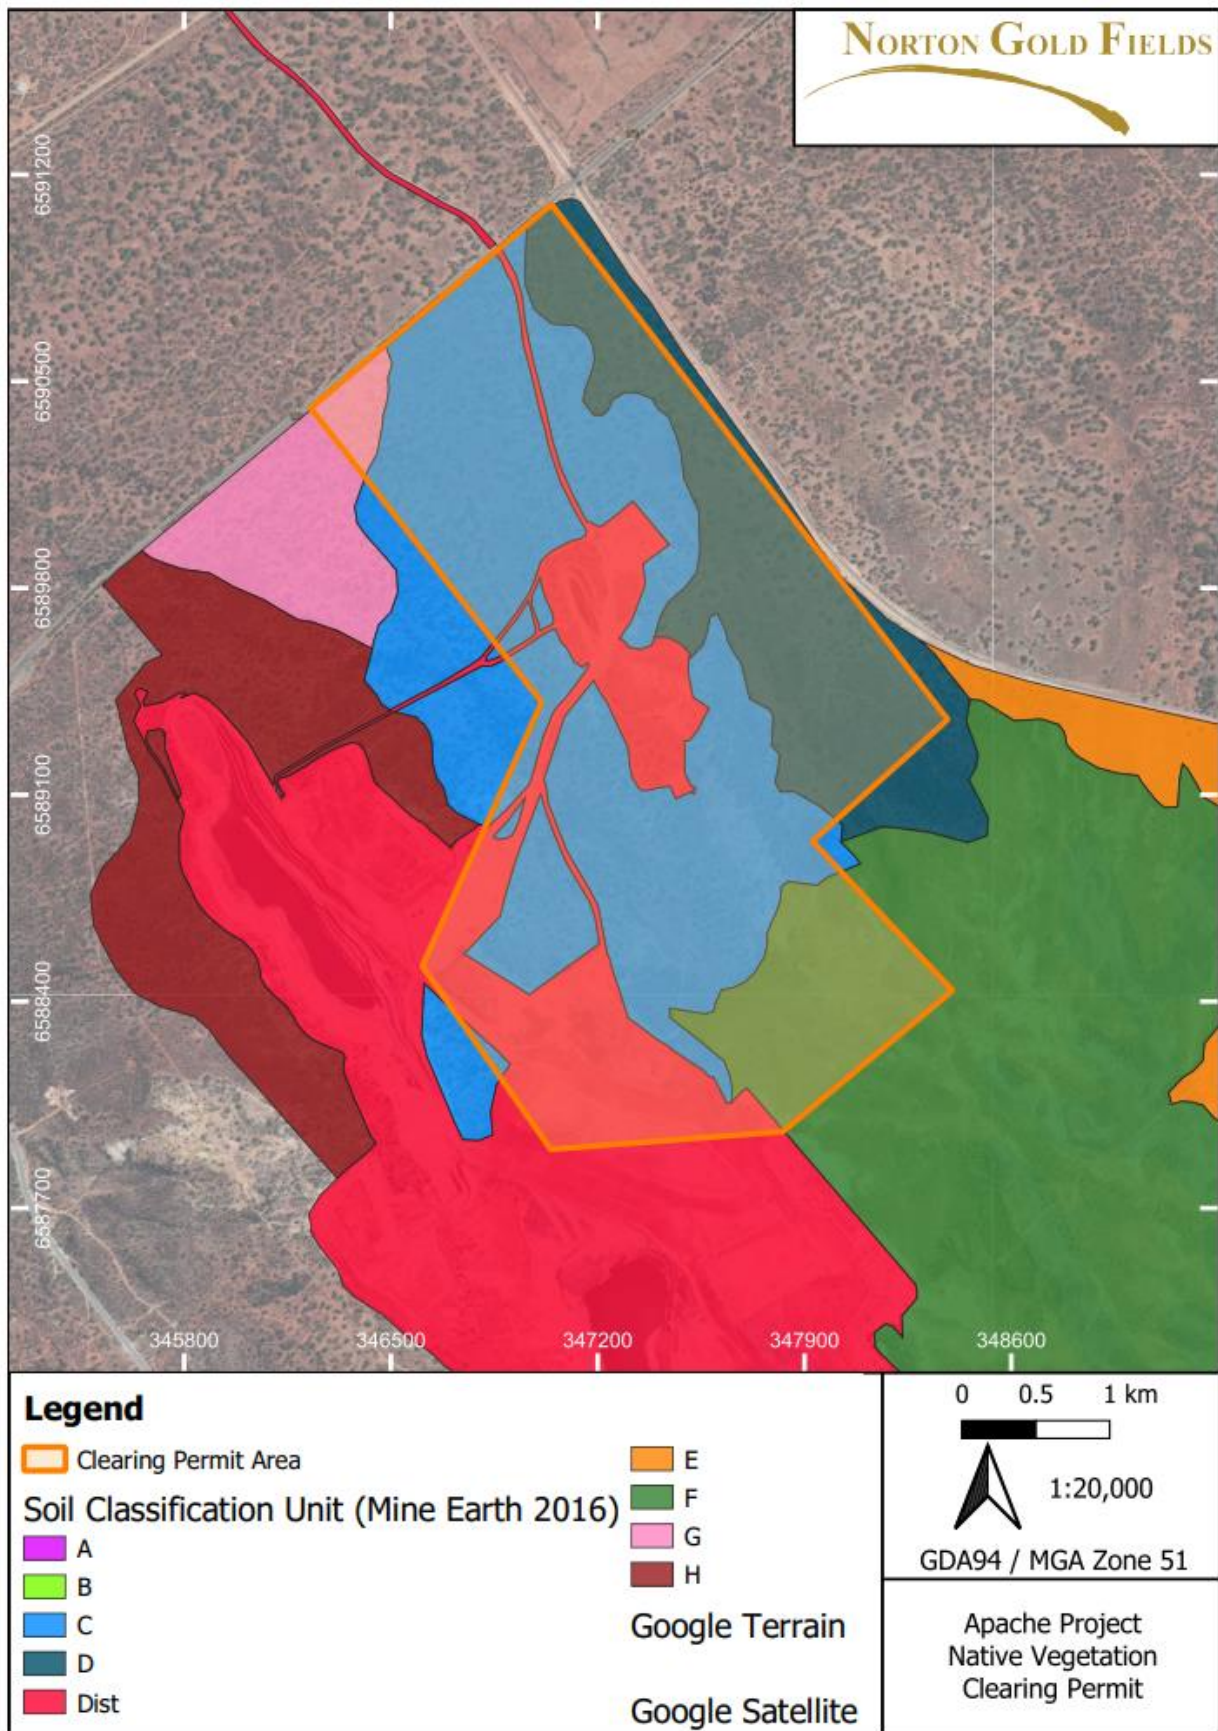 NORTON GOLD FIELDS
6591200
6590500
6589800
6589100
6588400
6587700
345800
346500
347200
347900
348600
Legend
Clearing Permit Area
Soil Classification Unit (Mine Earth 2016)
A
B
C
D
Dist
E
F
G
H
Google Terrain
Google Satellite
0 0.5 1 km
1:20,000
GDA94 / MGA Zone 51
Apache Project
Native Vegetation
Clearing Permit